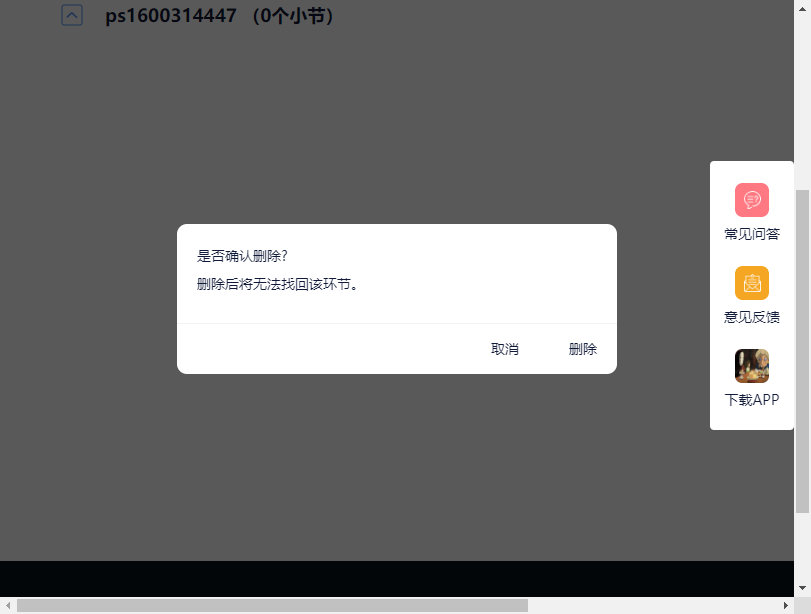 ps1600314447 （0个小节）
是否确认删除?
删除后将无法找回该环节。
取消 删除
常见问答
意见反馈
下载APP